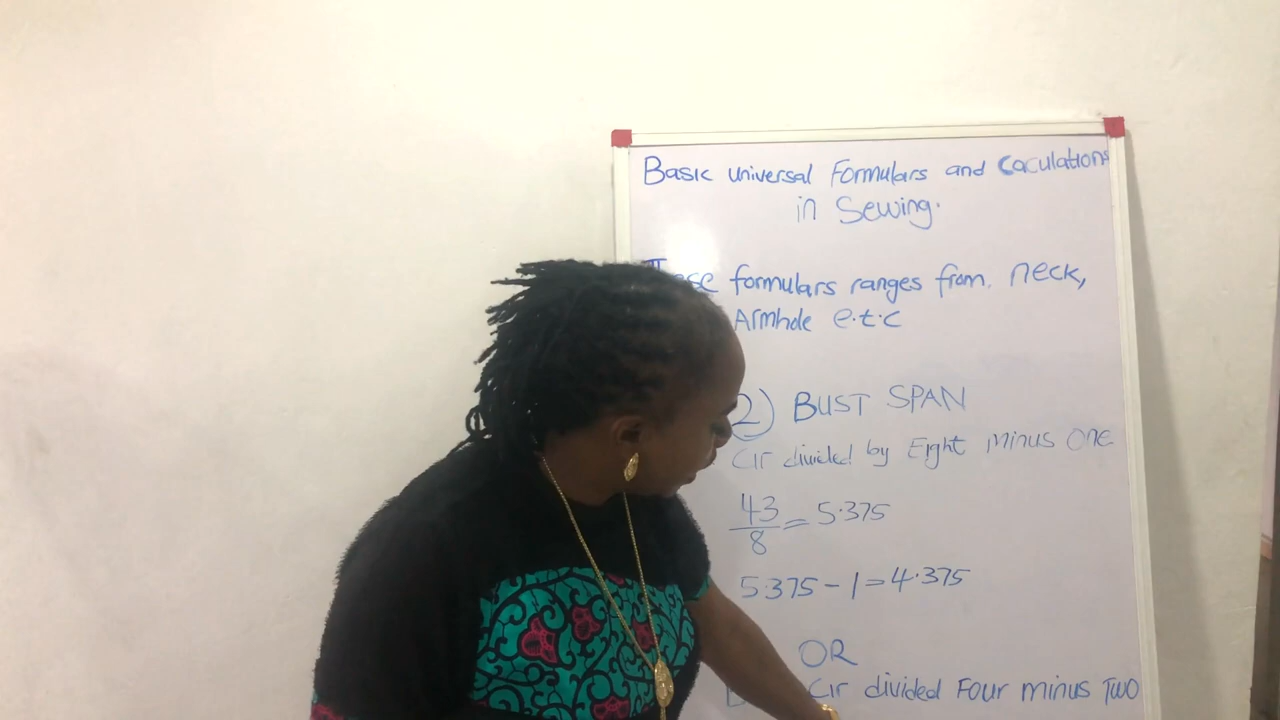 Basic universal Formulars and Caculations
in Sewing.
formulars ranges from. neck,
Armhole e.t.c
2) BUST SPAN
Cir divided by Eight Minus One
43
8
= 5.375
5.375 - 1 = 4.375
OR
Cir divided Four minus Two